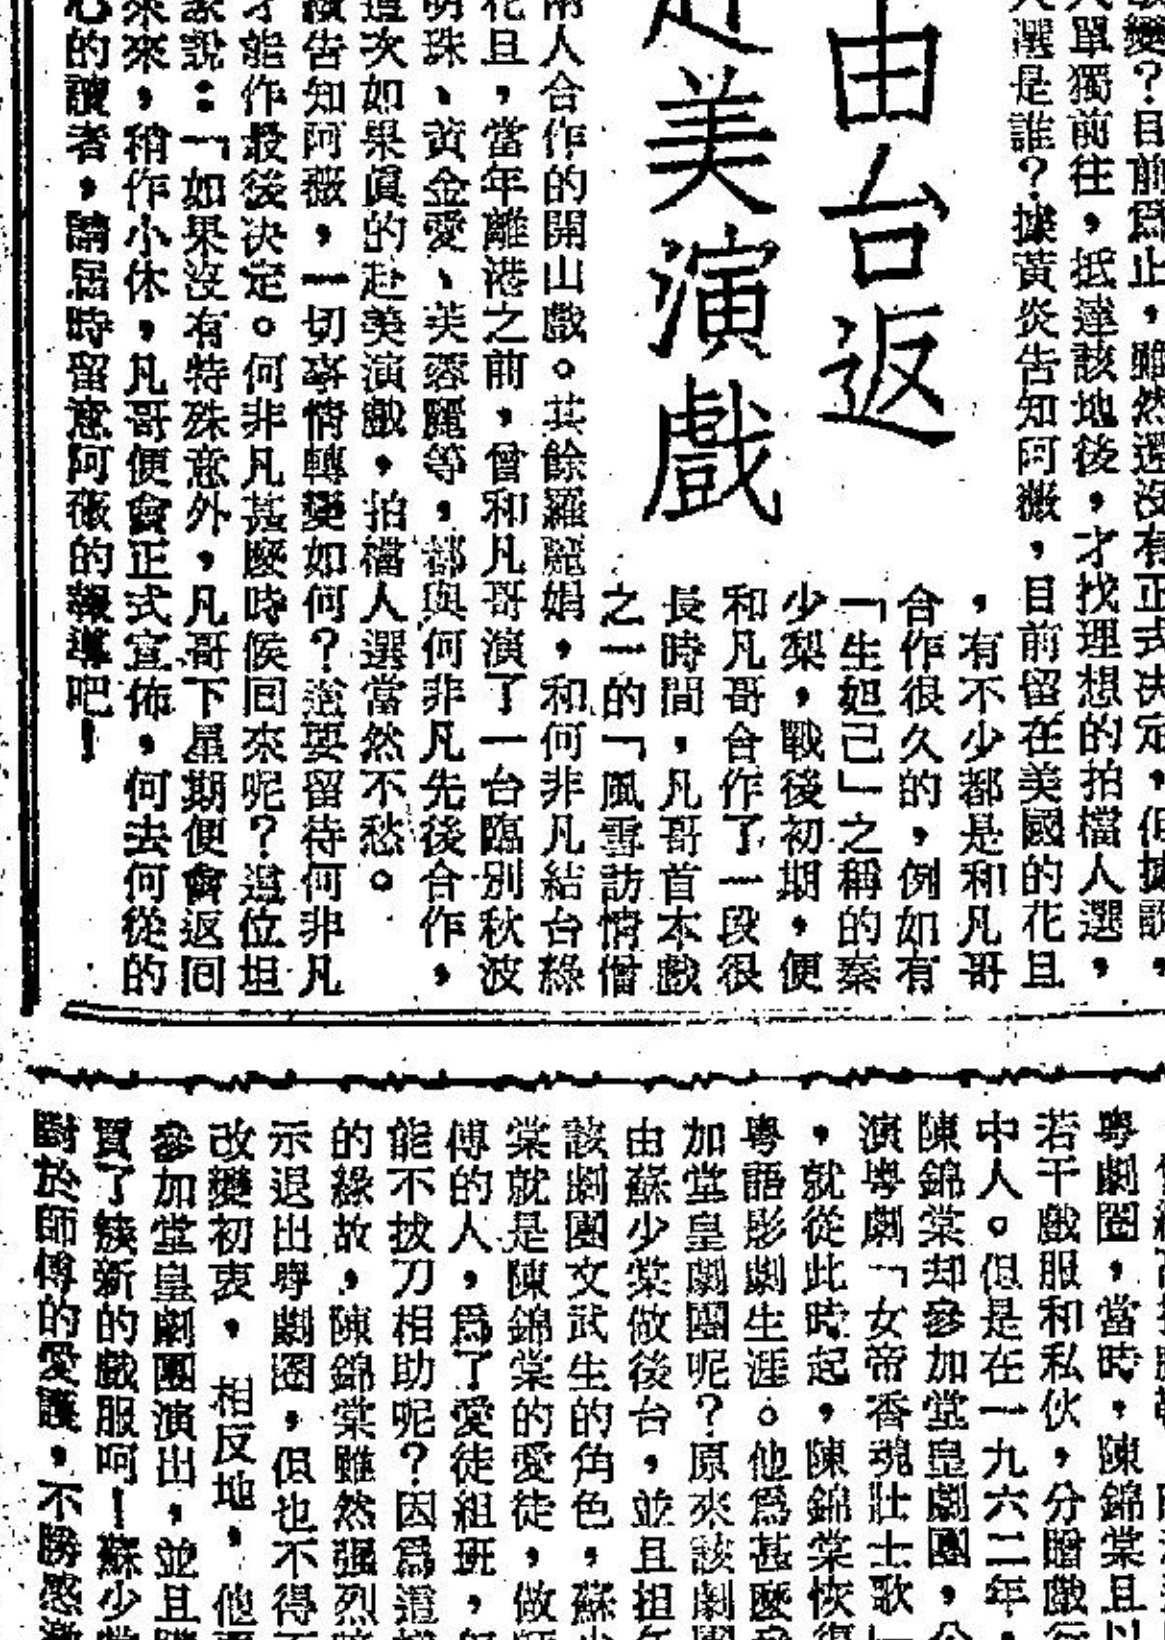 由台返
美演戲
變？目前爲止，雖然還沒有正式決定，但據說，
人單獨前往，抵達該地後，才找理想的拍檔人選，
人選是誰？據黃炎告知阿薇，目前留在美國的花且
，有不少都是和凡哥
合作很久的，例如有
「生妲己」之稱的秦
少梨，戰後初期，便
和凡哥合作了一段很
長時間，凡哥首本戲
之一的「風雪訪情僧
兩人合作的開山戲。其餘羅麗娟，和何非凡結台緣
花且，當年離港之前，曾和凡哥演了一台臨別秋波
明珠、黃金愛、芙蓉麗等，都與何非凡先後合作，
這次如果眞的赴美演戲，拍檔人選當然不愁。
告知阿薇，一切事情轉變如何？還要留待何非凡
才能作最後決定。何非凡甚麼時候回來呢？這位坦
家說：「如果沒有特殊意外，凡哥下星期便會返回
來來，稍作小休，凡哥便會正式宣佈，何去何從的
心的讀者，請屆時留意阿薇的報導吧！
粵劇圈，當時，陳錦棠且以
若干戲服和私伙，分贈戲行
中人。但是在一九六二年，
陳錦棠却參加堂皇劇團，公
演粵劇「女帝香魂壯士歌」
，就從此時起，陳錦棠恢復
粵語影劇生涯。他爲甚麼參
加堂皇劇團呢？原來該劇團
由蘇少棠做後台，並且担任
該劇團文武生的角色，蘇少
棠就是陳錦棠的愛徒，做師
傅的人，爲了愛徒組班，
能不拔刀相助呢？因爲這
的緣故，陳錦棠雖然强烈
示退出粵劇圈，但也不得不
改變初衷，相反地，他
參加堂皇劇團演出，並且
買了簇新的戲服呵！蘇少棠
對於師傅的愛護，不勝感激